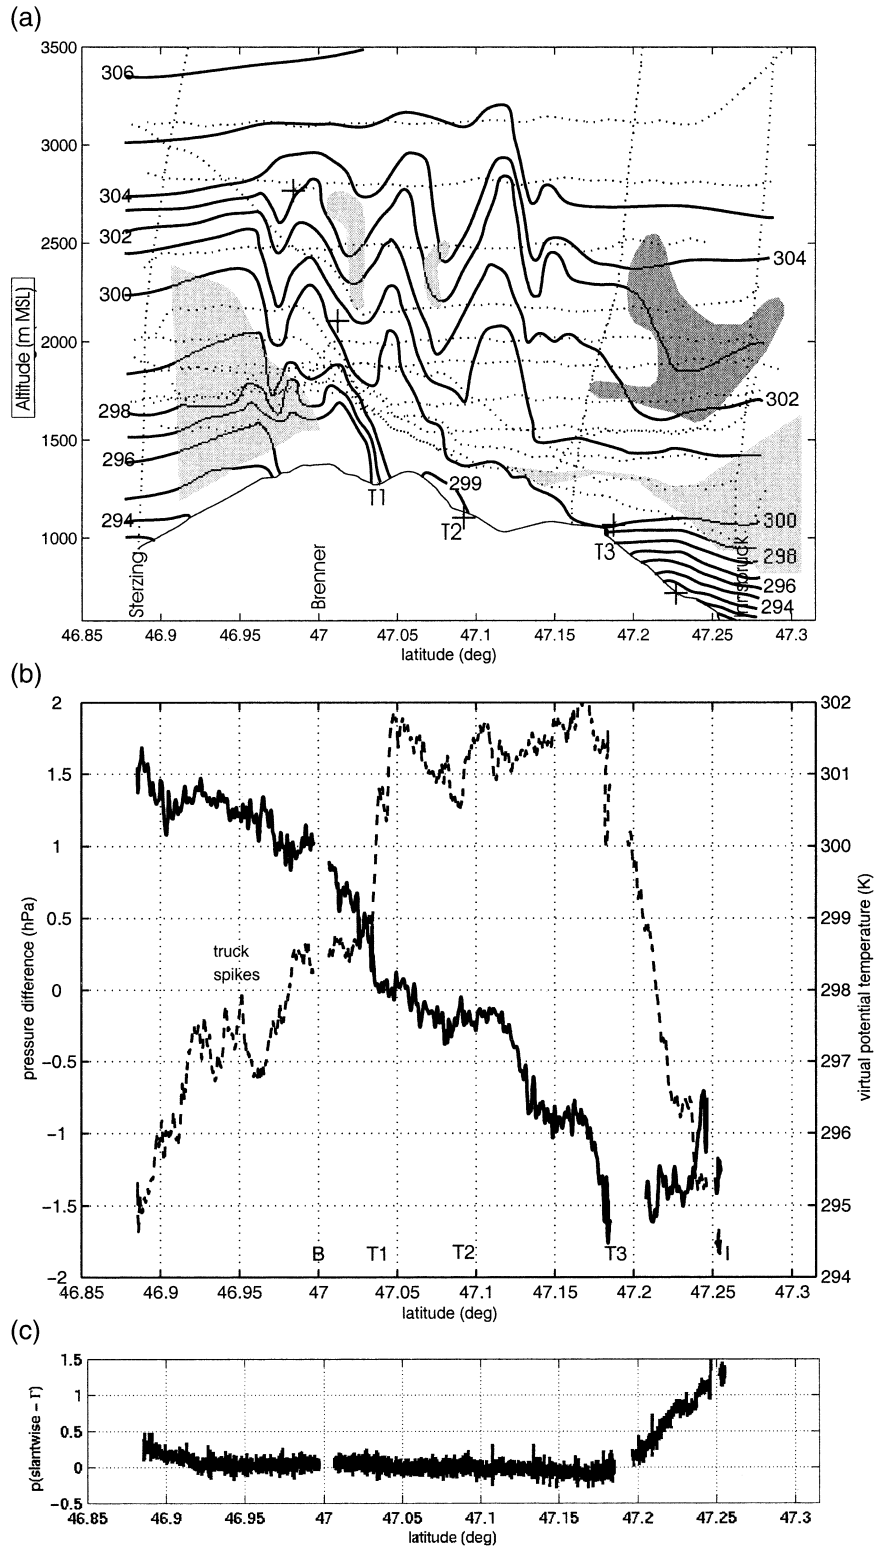 (a)
3500
3000
2500
2000
1500
1000
Altitude (m MSL)
306
304
302
300
298
296
294
304
302
300
298
296
294
299
T1
T2
T3
Sterzing
Brenner
Innsbruck
46.85 46.9 46.95 47 47.05 47.1 47.15 47.2 47.25 47.3
latitude (deg)
(b)
2
1.5
1
0.5
0
−0.5
−1
−1.5
−2
pressure difference (hPa)
302
301
300
299
298
297
296
295
294
virtual potential temperature (K)
truck
spikes
B T1 T2 T3 I
46.85 46.9 46.95 47 47.05 47.1 47.15 47.2 47.25 47.3
latitude (deg)
(c)
1.5
1
0.5
0
−0.5
p(slantwise − Γ)
46.85 46.9 46.95 47 47.05 47.1 47.15 47.2 47.25 47.3
latitude (deg)